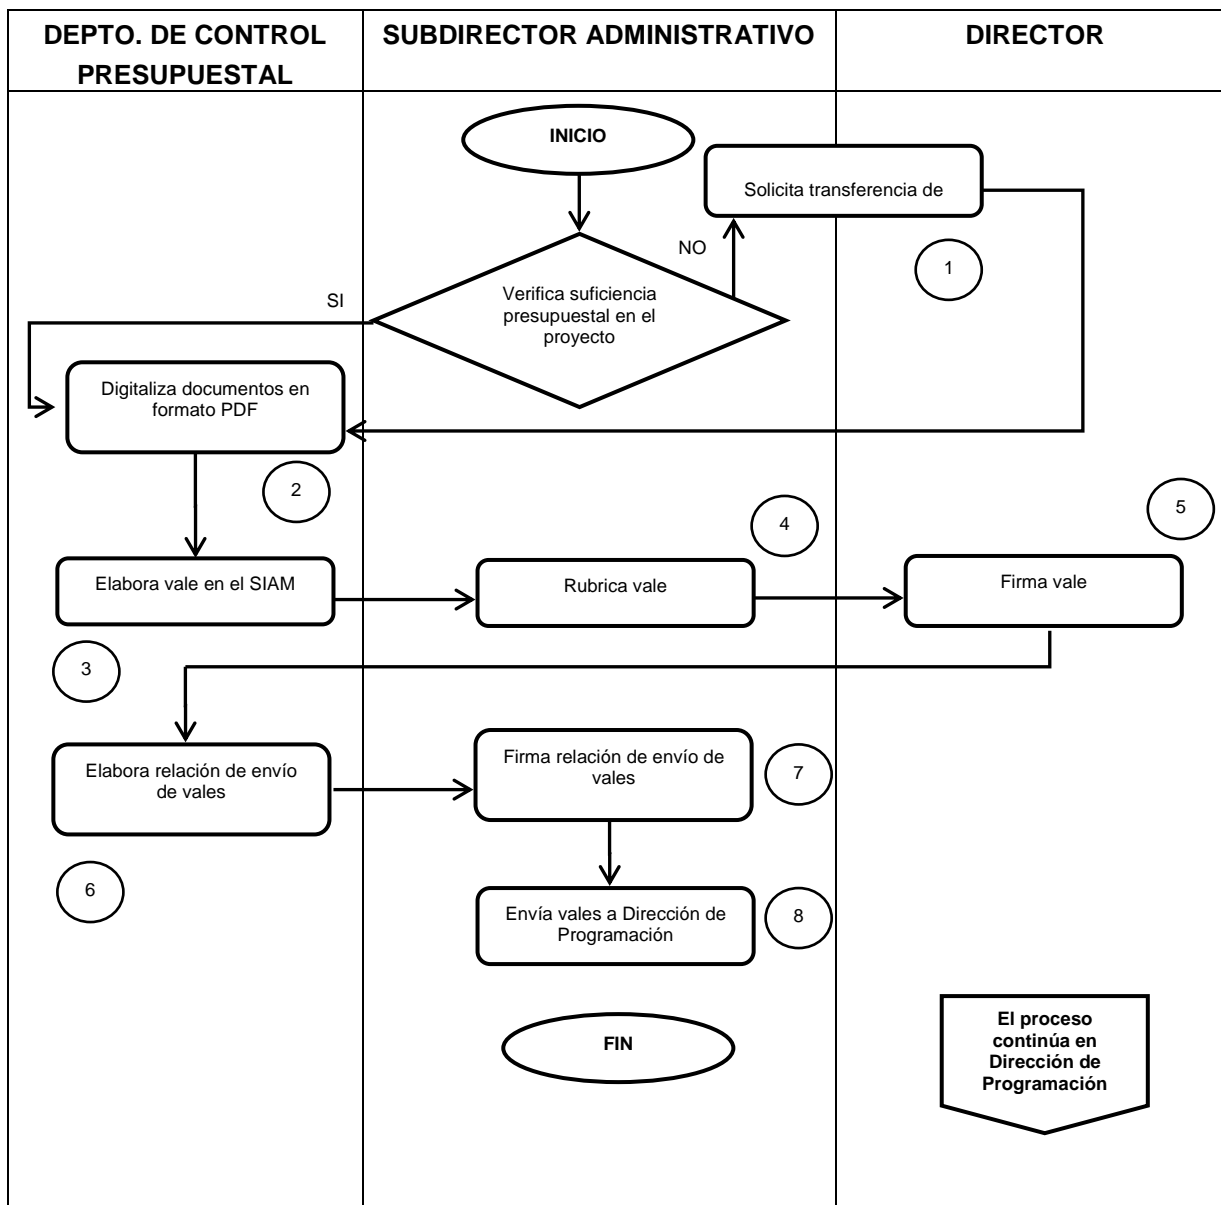 DEPTO. DE CONTROL
PRESUPUESTAL
SUBDIRECTOR ADMINISTRATIVO
DIRECTOR
INICIO
Solicita transferencia de
NO
1
SI
Verifica suficiencia
presupuestal en el
proyecto
Digitaliza documentos en
formato PDF
2
4
5
Elabora vale en el SIAM
Rubrica vale
Firma vale
3
Elabora relación de envío
de vales
Firma relación de envío de
vales
7
6
Envía vales a Dirección de
Programación
8
FIN
El proceso
continúa en
Dirección de
Programación